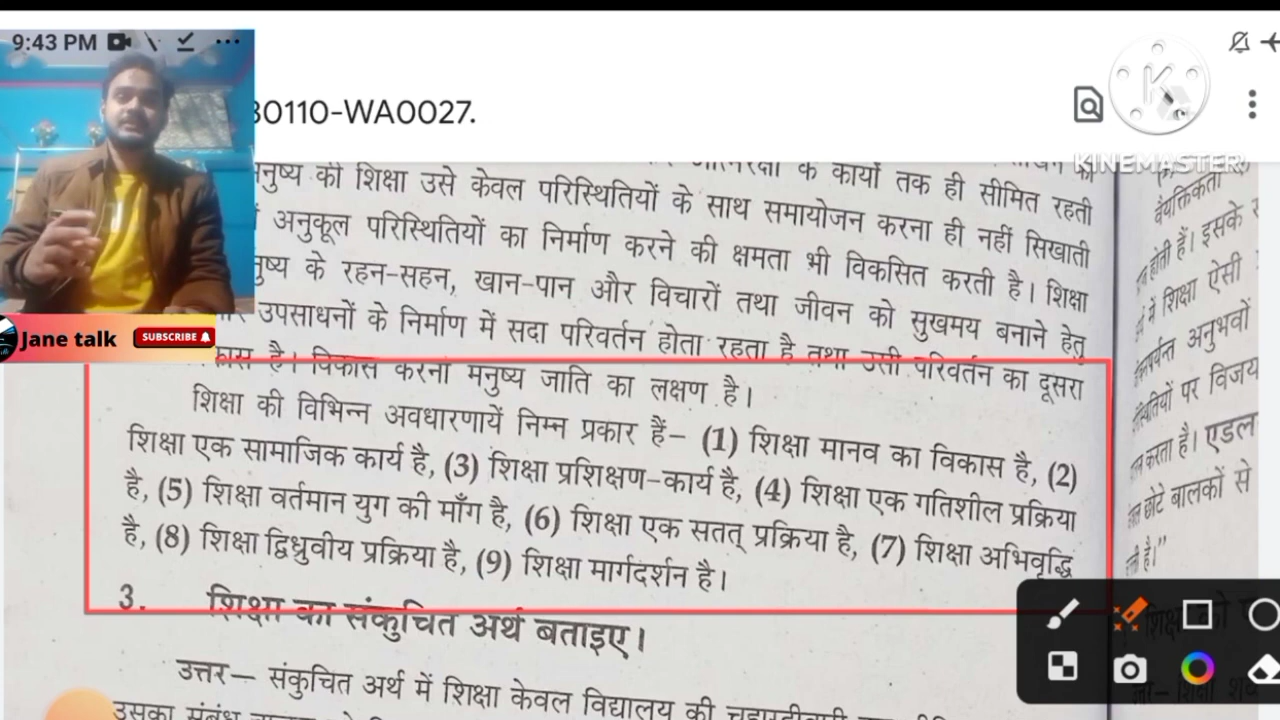 9:43 PM
30110-WA0027.
KINEMASTER
Jane talk
SUBSCRIBE
के कार्यों तक ही सीमित रहती
मनुष्य की शिक्षा उसे केवल परिस्थितियों के साथ समायोजन करना ही नहीं सिखाती
अनुकूल परिस्थितियों का निर्माण करने की क्षमता भी विकसित करती है। शिक्षा
के रहन-सहन, खान-पान और विचारों तथा जीवन को सुखमय बनाने हेतु
उपसाधनों के निर्माण में सदा परिवर्तन होता रहता है तथा उसी परिवर्तन का दूसरा
है। विकास करना मनुष्य जाति का लक्षण है।
शिक्षा की विभिन्न अवधारणायें निम्न प्रकार हैं– (1) शिक्षा मानव का विकास है, (2)
शिक्षा एक सामाजिक कार्य है, (3) शिक्षा प्रशिक्षण-कार्य है, (4) शिक्षा एक गतिशील प्रक्रिया
है, (5) शिक्षा वर्तमान युग की माँग है, (6) शिक्षा एक सतत् प्रक्रिया है, (7) शिक्षा अभिवृद्धि
है, (8) शिक्षा द्विध्रुवीय प्रक्रिया है, (9) शिक्षा मार्गदर्शन है।
3. शिक्षा का संकुचित अर्थ बताइए।
उत्तर— संकुचित अर्थ में शिक्षा केवल विद्यालय की
उसका संबंध
वैयक्तिकता
होती हैं। इसके
में शिक्षा ऐसी
अनुभवों
पर विजय
करता है। एडल
छोटे बालकों से
है।”